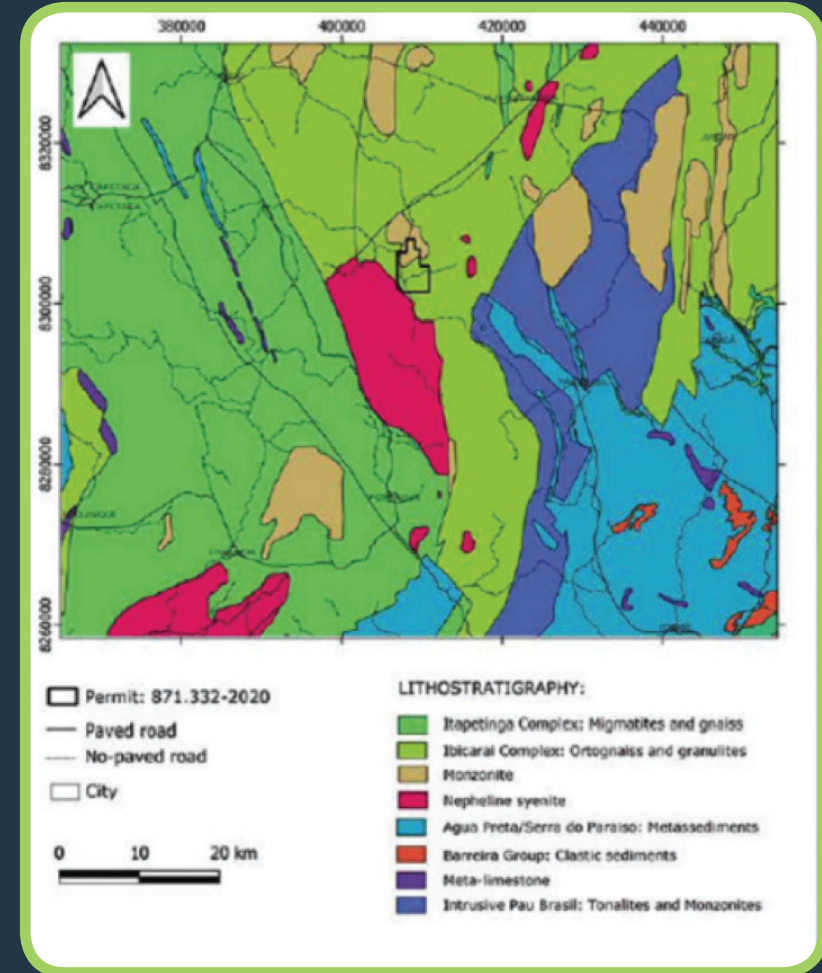 380000 400000 420000 440000
8320000
8300000
8280000
8260000
Permit: 871.332-2020
Paved road
No-paved road
City
0 10 20 km
LITHOSTRATIGRAPHY:
Itapetinga Complex: Migmatites and gnaiss
Ibicarai Complex: Ortognaiss and granulites
Monzonite
Nepheline syenite
Agua Preta/Serra do Paraiso: Metassediments
Barreira Group: Clastic sediments
Meta-limestone
Intrusive Pau Brasil: Tonalites and Monzonites